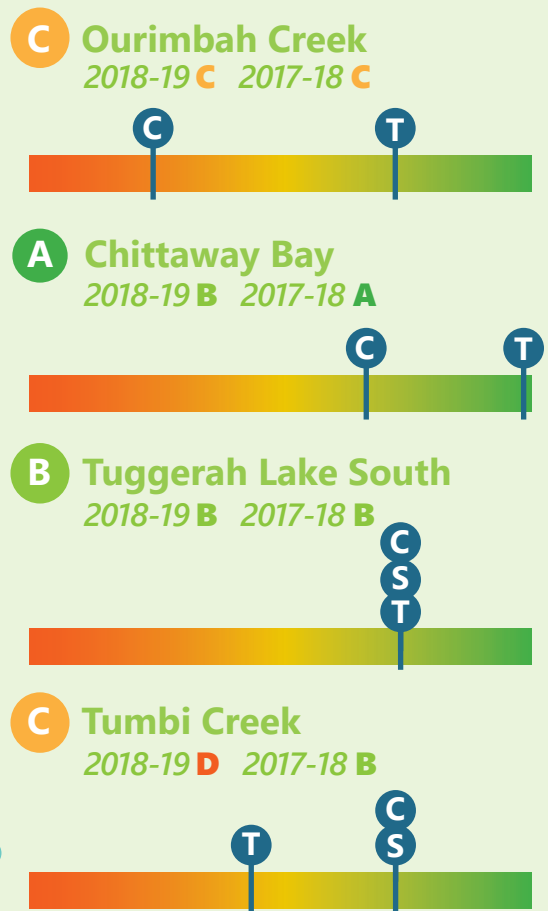 C Ourimbah Creek
2018-19 C 2017-18 C
C T
A Chittaway Bay
2018-19 B 2017-18 A
C T
B Tuggerah Lake South
2018-19 B 2017-18 B
C
S
T
C Tumbi Creek
2018-19 D 2017-18 B
C
T S